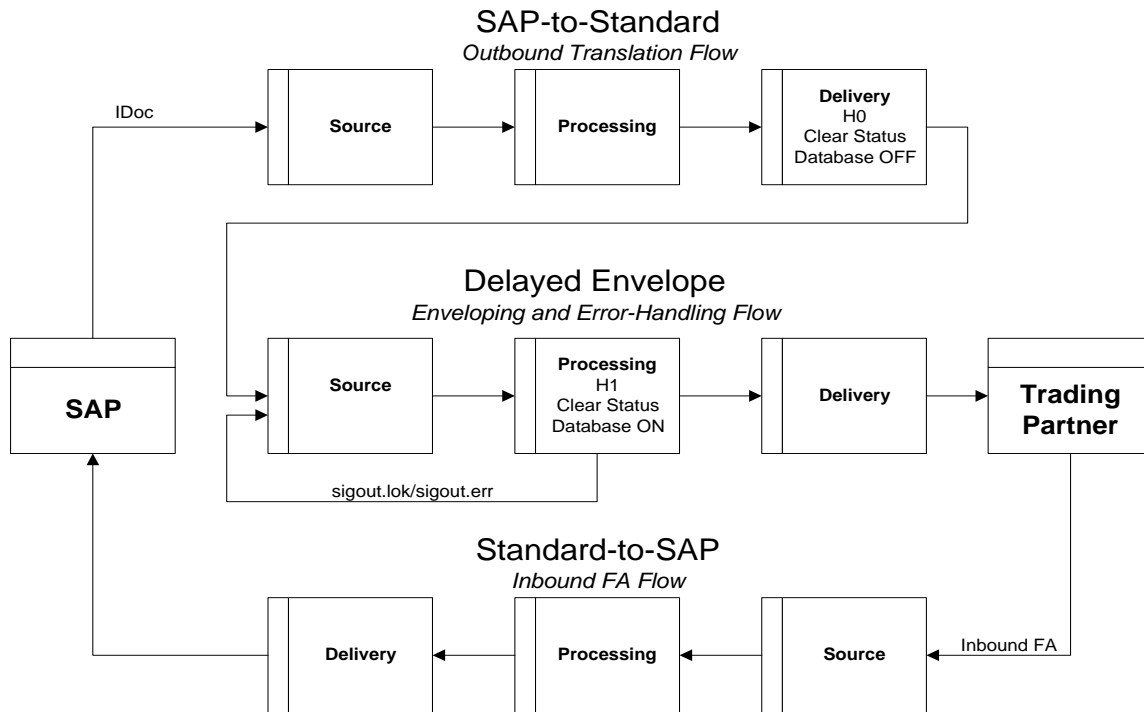 SAP-to-Standard
Outbound Translation Flow
IDoc
Source
Processing
Delivery
H0
Clear Status
Database OFF
Delayed Envelope
Enveloping and Error-Handling Flow
SAP
Source
Processing
H1
Clear Status
Database ON
Delivery
Trading
Partner
sigout.lok/sigout.err
Standard-to-SAP
Inbound FA Flow
Delivery
Processing
Source
Inbound FA